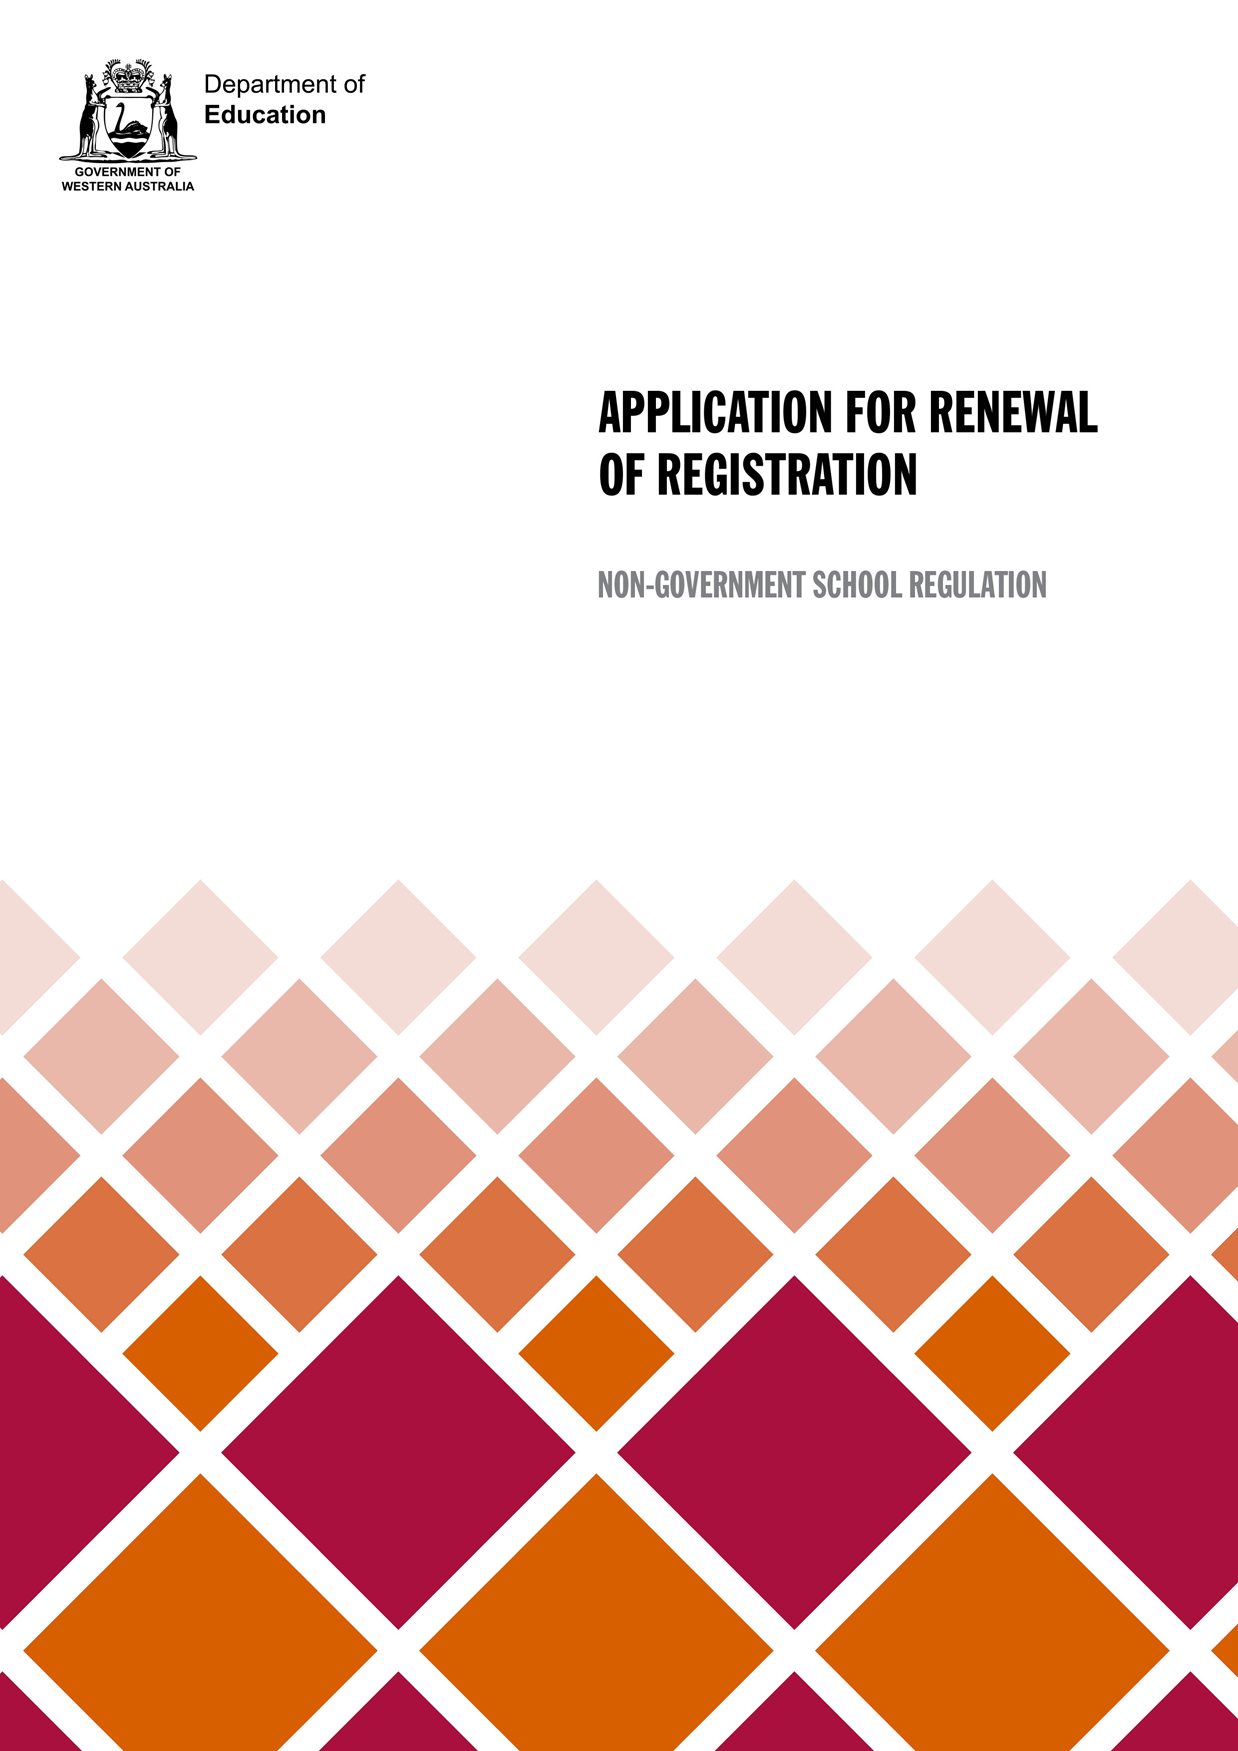 Department of
Education
GOVERNMENT OF
WESTERN AUSTRALIA
APPLICATION FOR RENEWAL
OF REGISTRATION
NON-GOVERNMENT SCHOOL REGULATION